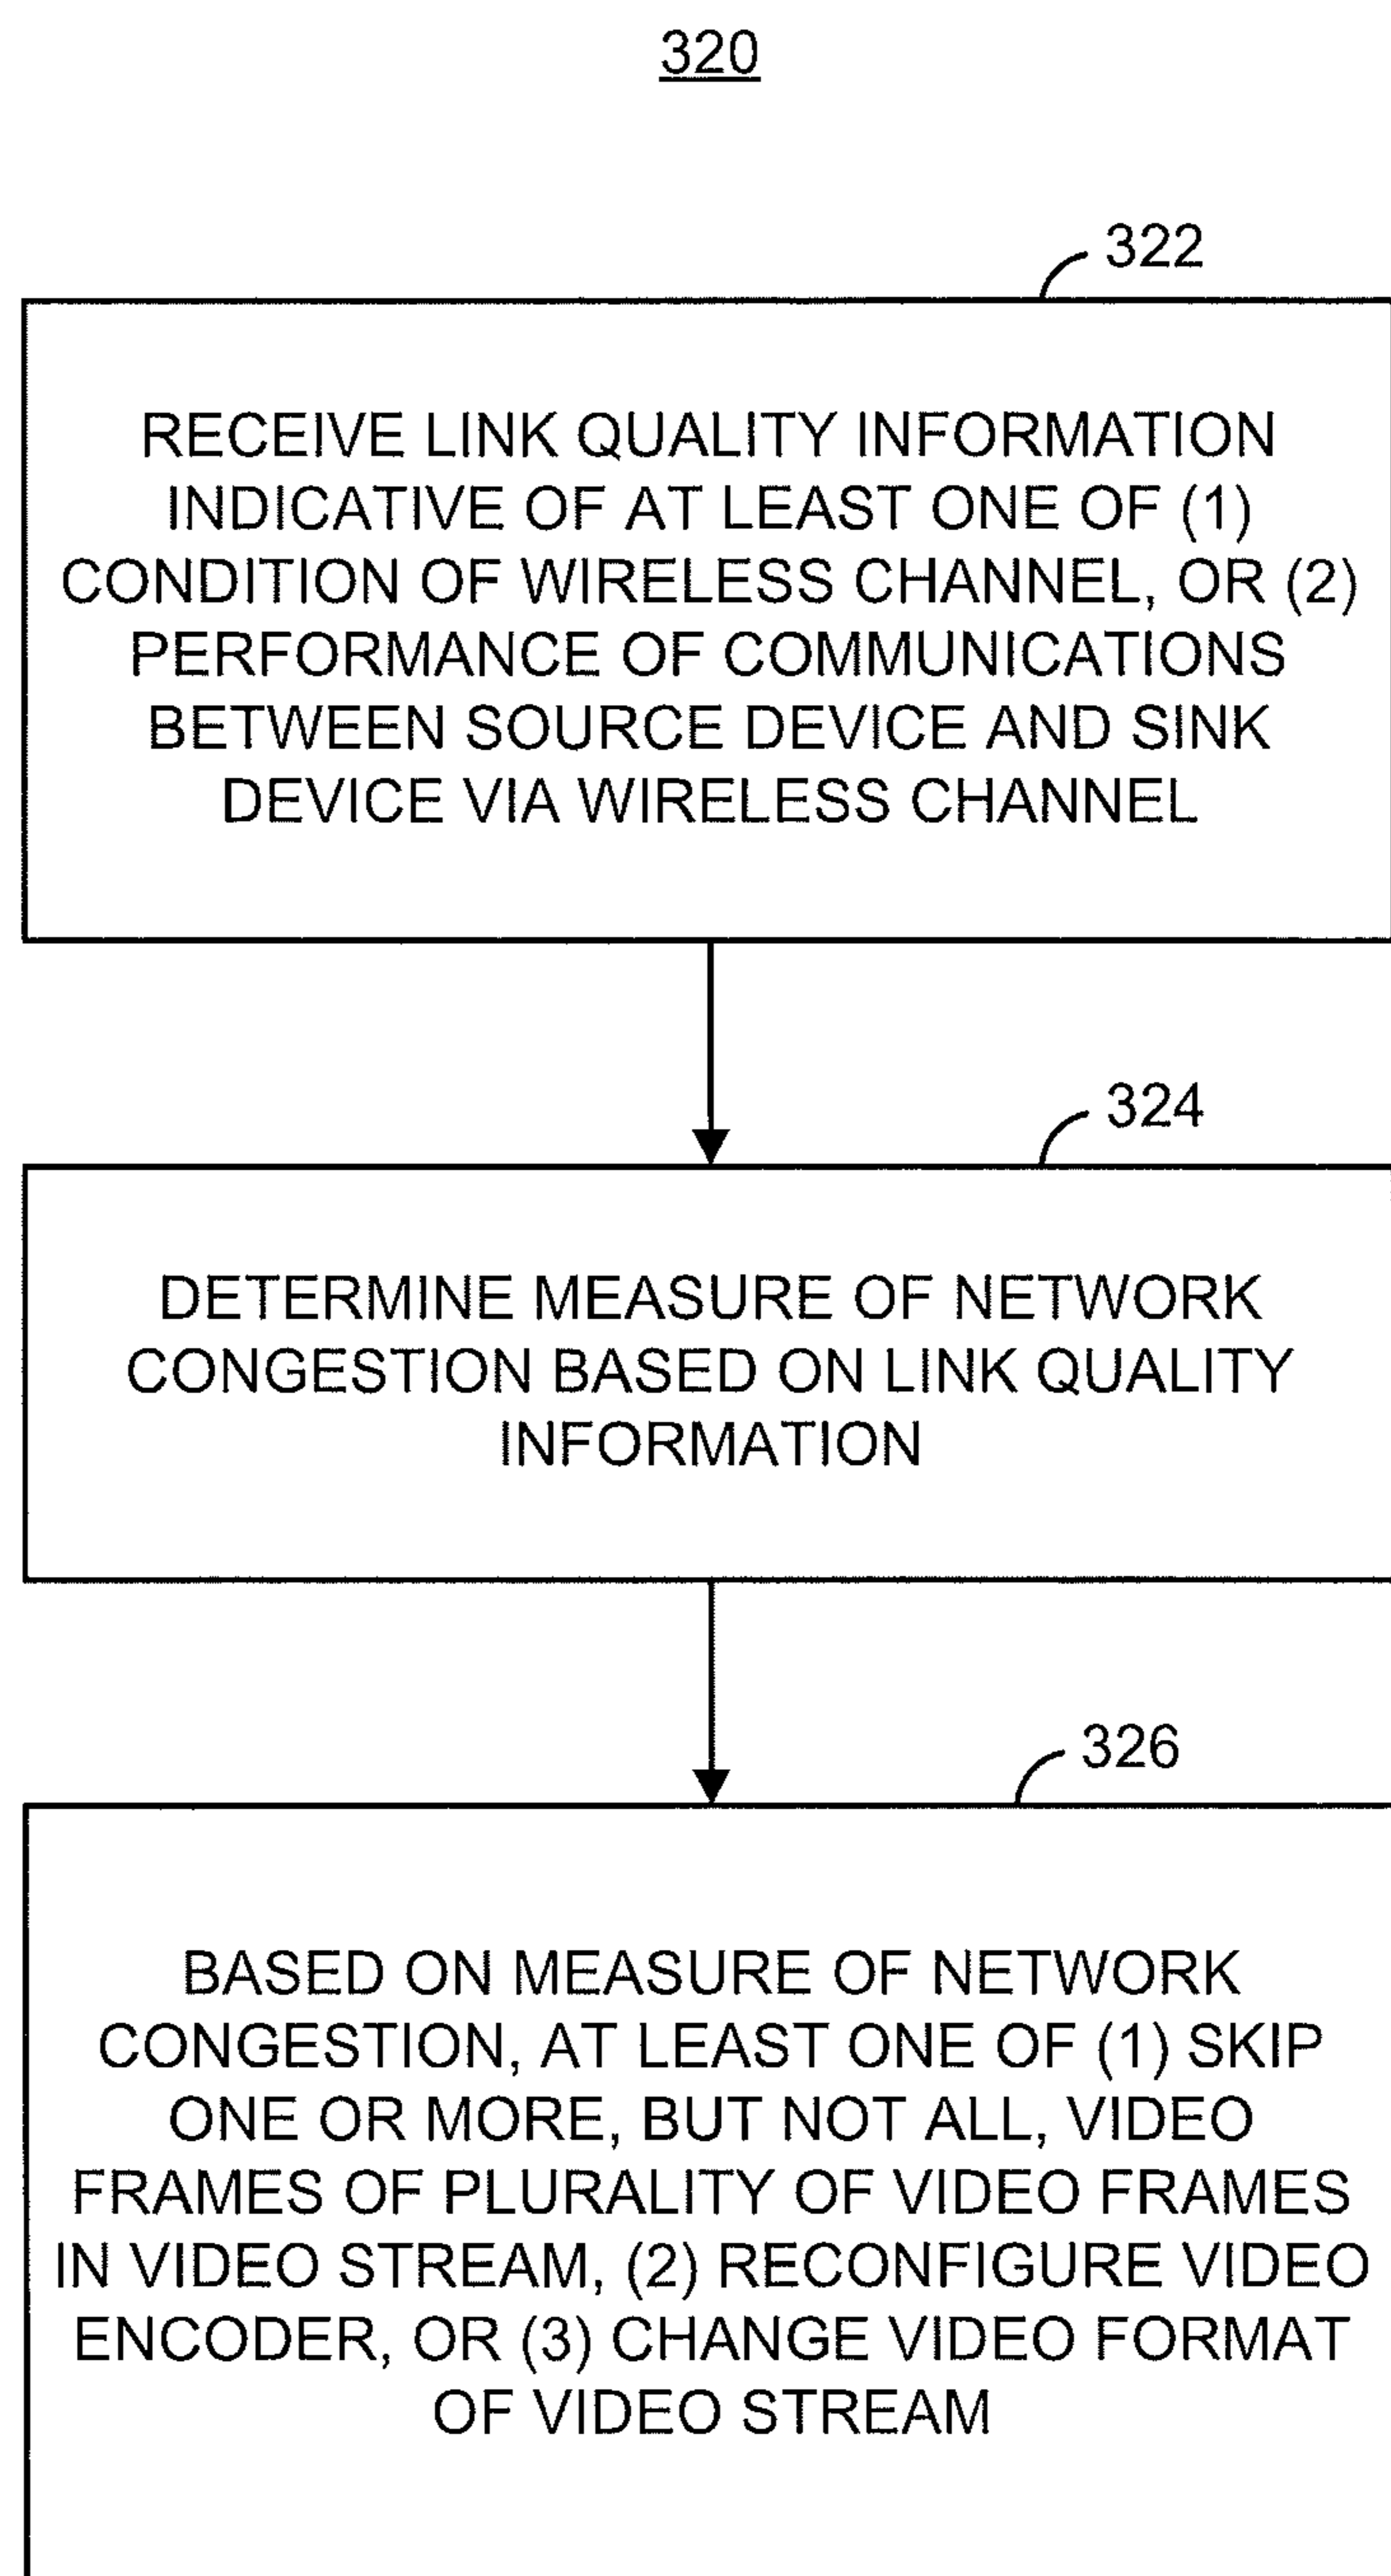 320
322
RECEIVE LINK QUALITY INFORMATION
INDICATIVE OF AT LEAST ONE OF (1)
CONDITION OF WIRELESS CHANNEL, OR (2)
PERFORMANCE OF COMMUNICATIONS
BETWEEN SOURCE DEVICE AND SINK
DEVICE VIA WIRELESS CHANNEL
324
DETERMINE MEASURE OF NETWORK
CONGESTION BASED ON LINK QUALITY
INFORMATION
326
BASED ON MEASURE OF NETWORK
CONGESTION, AT LEAST ONE OF (1) SKIP
ONE OR MORE, BUT NOT ALL, VIDEO
FRAMES OF PLURALITY OF VIDEO FRAMES
IN VIDEO STREAM, (2) RECONFIGURE VIDEO
ENCODER, OR (3) CHANGE VIDEO FORMAT
OF VIDEO STREAM